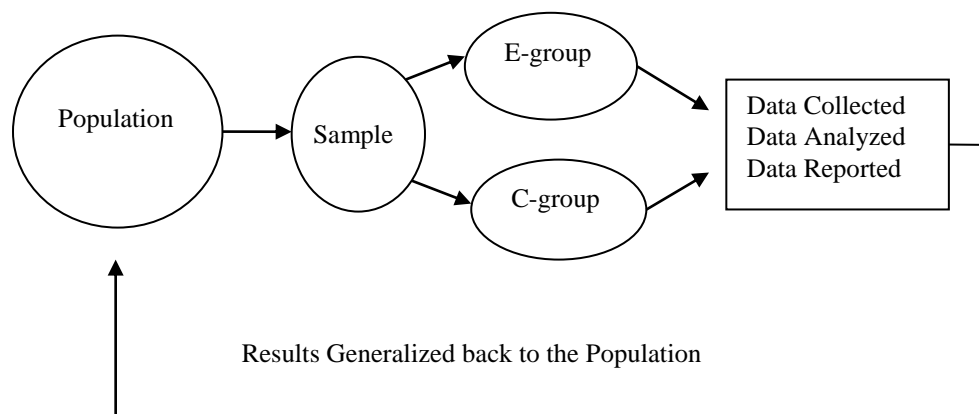 Population
Sample
E-group
C-group
Data Collected
Data Analyzed
Data Reported
Results Generalized back to the Population